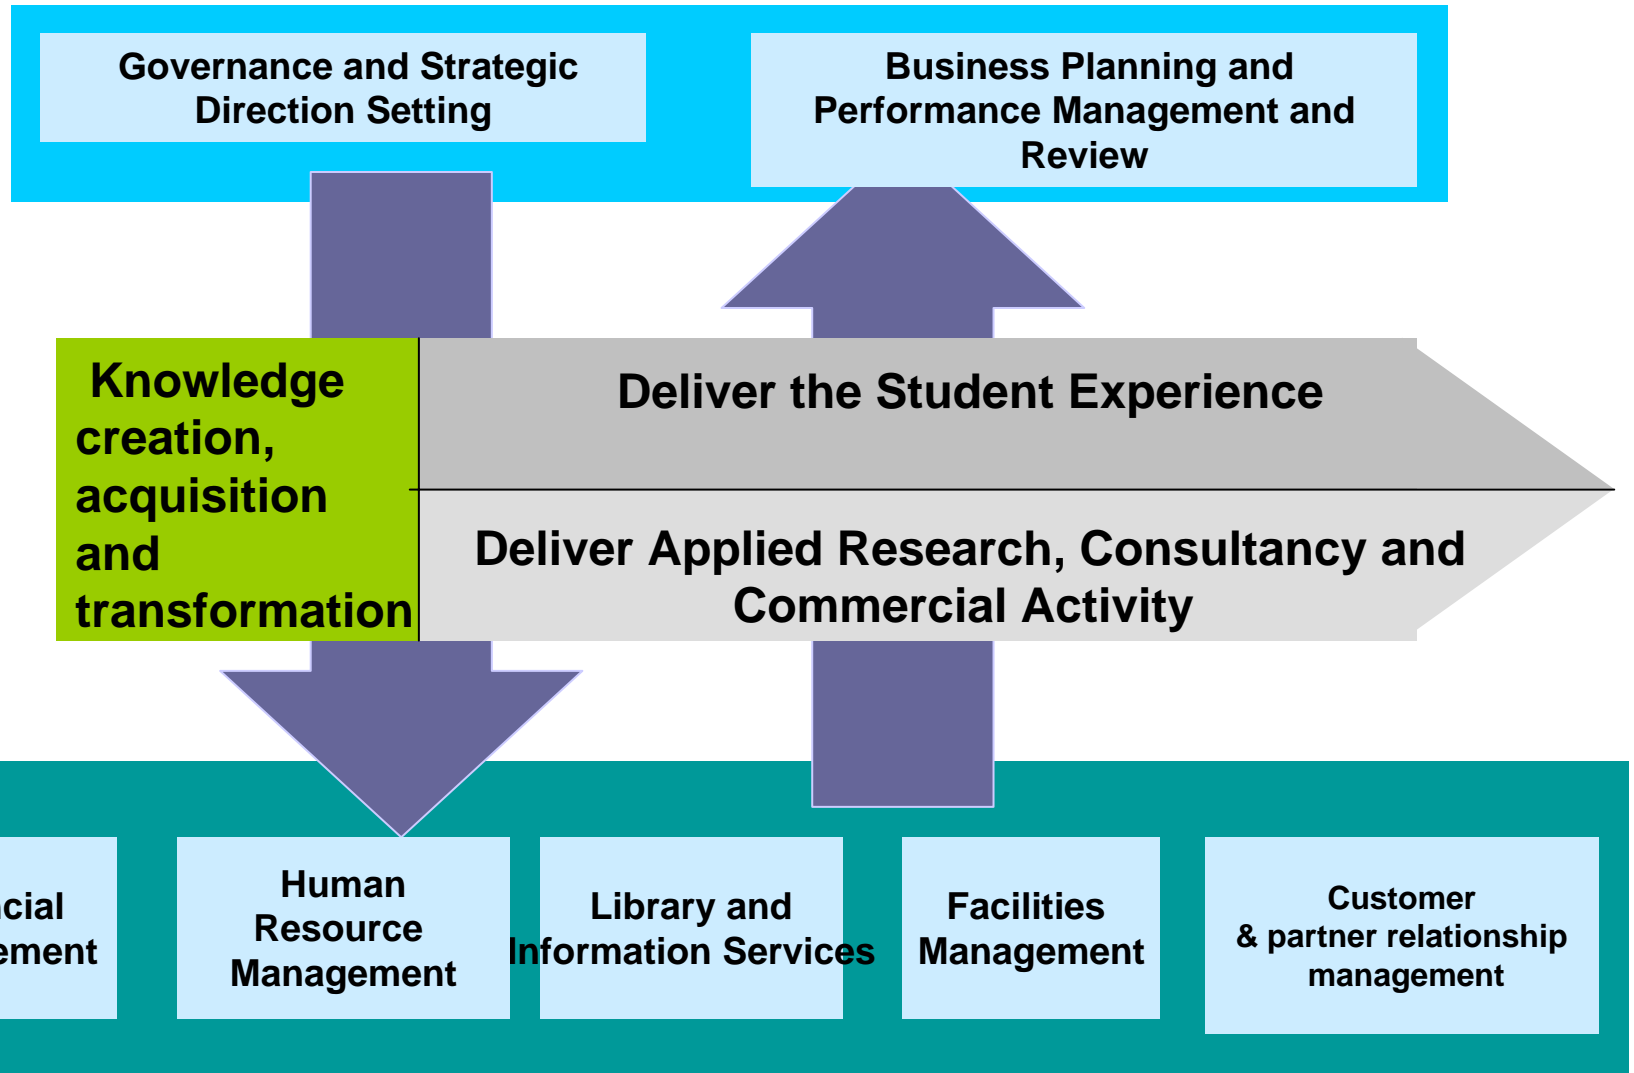 Governance and Strategic
Direction Setting
Business Planning and
Performance Management and
Review
Knowledge
creation,
acquisition
and
transformation
Deliver the Student Experience
Deliver Applied Research, Consultancy and
Commercial Activity
ncial
ement
Human
Resource
Management
Library and
Information Services
Facilities
Management
Customer
& partner relationship
management